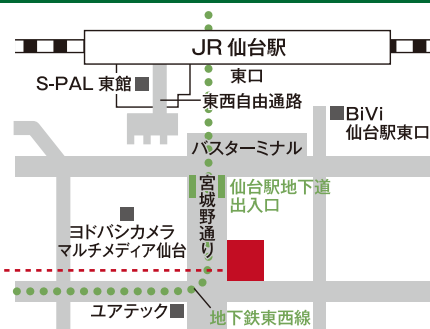 JR 仙台駅
東口
S-PAL 東館
東西自由通路
BiVi
仙台駅東口
バスターミナル
宮城野通り
仙台駅地下道
出入口
ヨドバシカメラ
マルチメディア仙台
ユアテック
地下鉄東西線